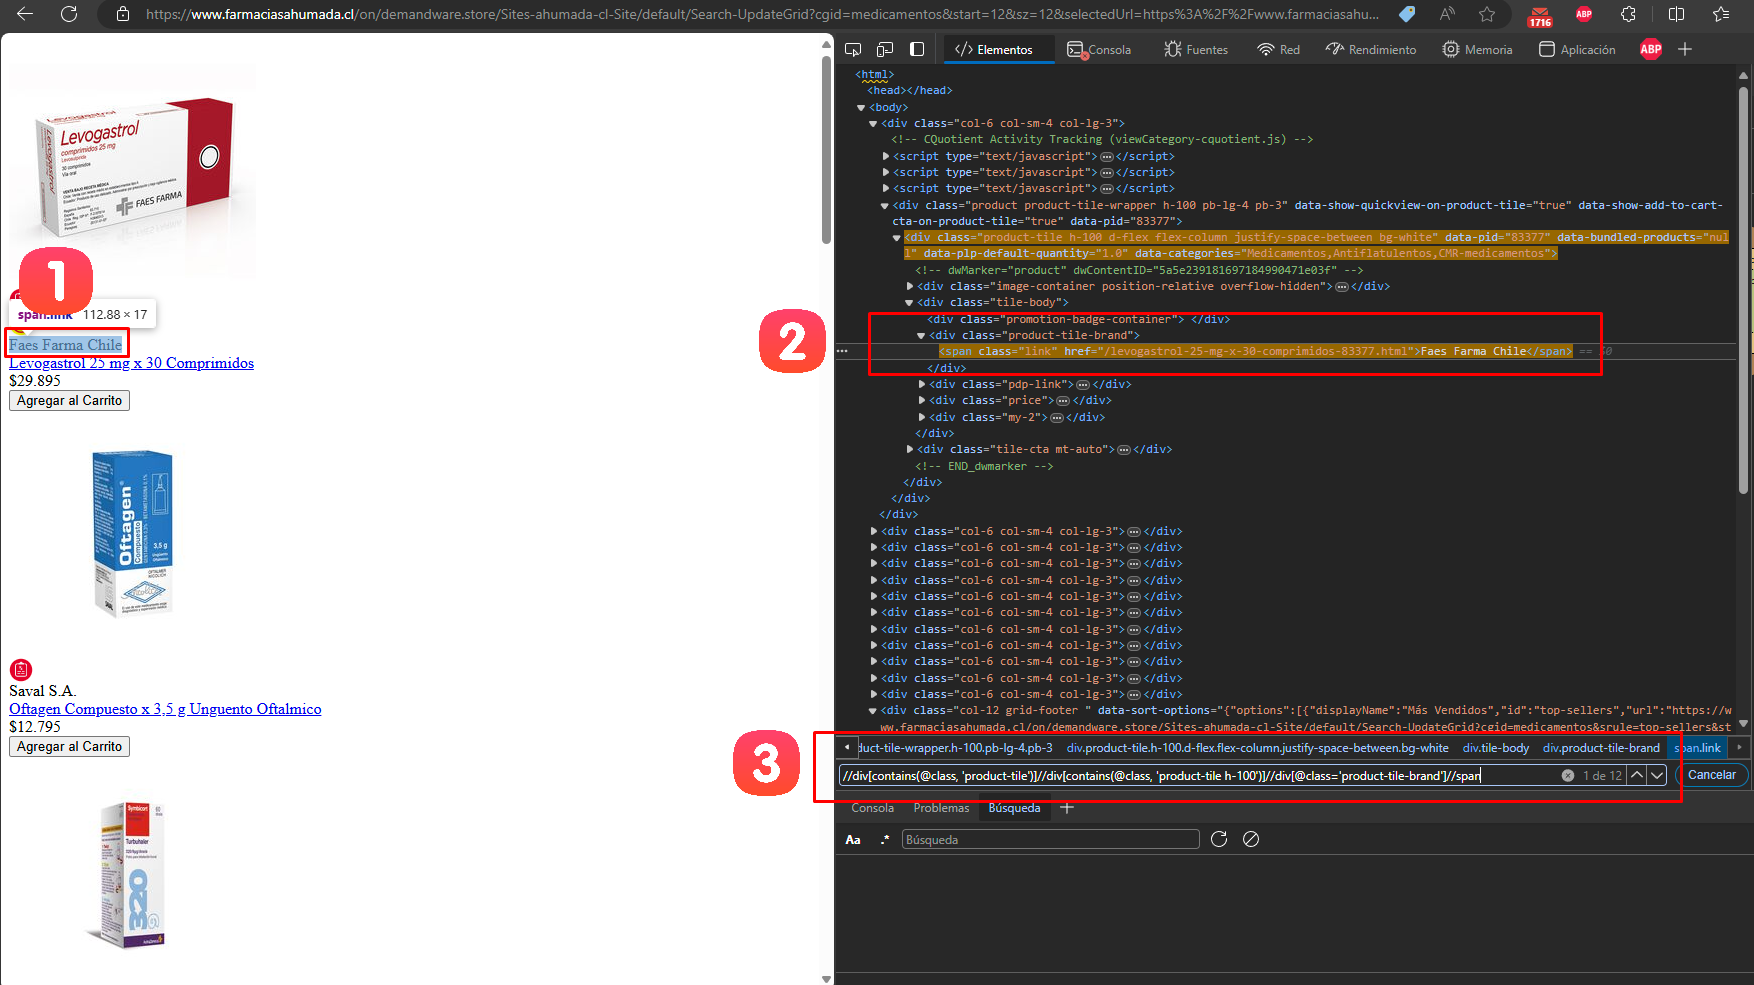 https://www.farmaciasahumada.cl/on/demandware.store/Sites-ahumada-cl-Site/default/Search-UpdateGrid?cgid=medicamentos&start=12&sz=12&selectedUrl=https%3A%2F%2Fwww.farmaciasahu...
1716
ABP
Levogastrol
comprimidos 25 mg
Levosulpirida
30 comprimidos
Vía oral
VENTA BAJO RECETA MÉDICA
FAES FARMA
Levogastrol
1
span.link 112.88 × 17
Faes Farma Chile
Levogastrol 25 mg x 30 Comprimidos
$29.895
Agregar al Carrito
Oftagen
Compuesto
3,5 g
Saval S.A.
Oftagen Compuesto x 3,5 g Unguento Oftalmico
$12.795
Agregar al Carrito
Symbicort
60
Turbuhaler
320
Elementos
Consola
Fuentes
Red
Rendimiento
Memoria
Aplicación
ABP
<html>
<head></head>
<body>
<div class="col-6 col-sm-4 col-lg-3">
<!-- CQuotient Activity Tracking (viewCategory-cquotient.js) -->
<script type="text/javascript"></script>
<script type="text/javascript"></script>
<script type="text/javascript"></script>
<div class="product product-tile-wrapper h-100 pb-lg-4 pb-3" data-show-quickview-on-product-tile="true" data-show-add-to-cart-
cta-on-product-tile="true" data-pid="83377">
<div class="product-tile h-100 d-flex flex-column justify-space-between bg-white" data-pid="83377" data-bundled-products="nul
l" data-plp-default-quantity="1.0" data-categories="Medicamentos,Antiflatulentos,CMR-medicamentos">
<!-- dwMarker="product" dwContentID="5a5e239181697184990471e03f" -->
<div class="image-container position-relative overflow-hidden"></div>
<div class="tile-body">
<div class="promotion-badge-container"> </div>
<div class="product-tile-brand">
2
<span class="link" href="/levogastrol-25-mg-x-30-comprimidos-83377.html">Faes Farma Chile</span> == $0
</div>
<div class="pdp-link"></div>
<div class="price"></div>
<div class="my-2"></div>
</div>
<div class="tile-cta mt-auto"></div>
<!-- END_dwmarker -->
</div>
</div>
</div>
<div class="col-6 col-sm-4 col-lg-3"></div>
<div class="col-6 col-sm-4 col-lg-3"></div>
<div class="col-6 col-sm-4 col-lg-3"></div>
<div class="col-6 col-sm-4 col-lg-3"></div>
<div class="col-6 col-sm-4 col-lg-3"></div>
<div class="col-6 col-sm-4 col-lg-3"></div>
<div class="col-6 col-sm-4 col-lg-3"></div>
<div class="col-6 col-sm-4 col-lg-3"></div>
<div class="col-6 col-sm-4 col-lg-3"></div>
<div class="col-6 col-sm-4 col-lg-3"></div>
<div class="col-6 col-sm-4 col-lg-3"></div>
<div class="col-12 grid-footer " data-sort-options="{"options":[{"displayName":"Más Vendidos","id":"top-sellers","url":"https://w
ww.farmaciasahumada.cl/on/demandware.store/Sites-ahumada-cl-Site/default/Search-UpdateGrid?cgid=medicamentos&srule=top-sellers&st
duct-tile-wrapper.h-100.pb-lg-4.pb-3 div.product-tile.h-100.d-flex.flex-column.justify-space-between.bg-white div.tile-body div.product-tile-brand span.link
3
//div[contains(@class, 'product-tile')]//div[contains(@class, 'product-tile h-100')]//div[@class='product-tile-brand']//span
1 de 12
Cancelar
Consola
Problemas
Búsqueda
Aa
.*
Búsqueda